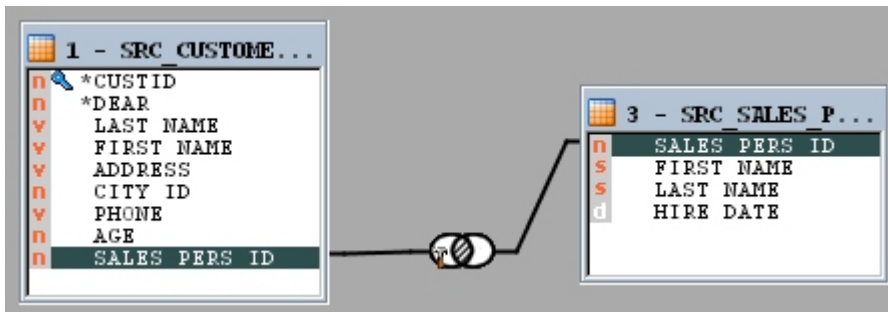 1 - SRC_CUSTOME...
n *CUSTID
n *DEAR
v LAST NAME
v FIRST NAME
v ADDRESS
n CITY ID
v PHONE
n AGE
n SALES PERS ID
3 - SRC_SALES_P...
n SALES PERS ID
s FIRST NAME
s LAST NAME
d HIRE DATE